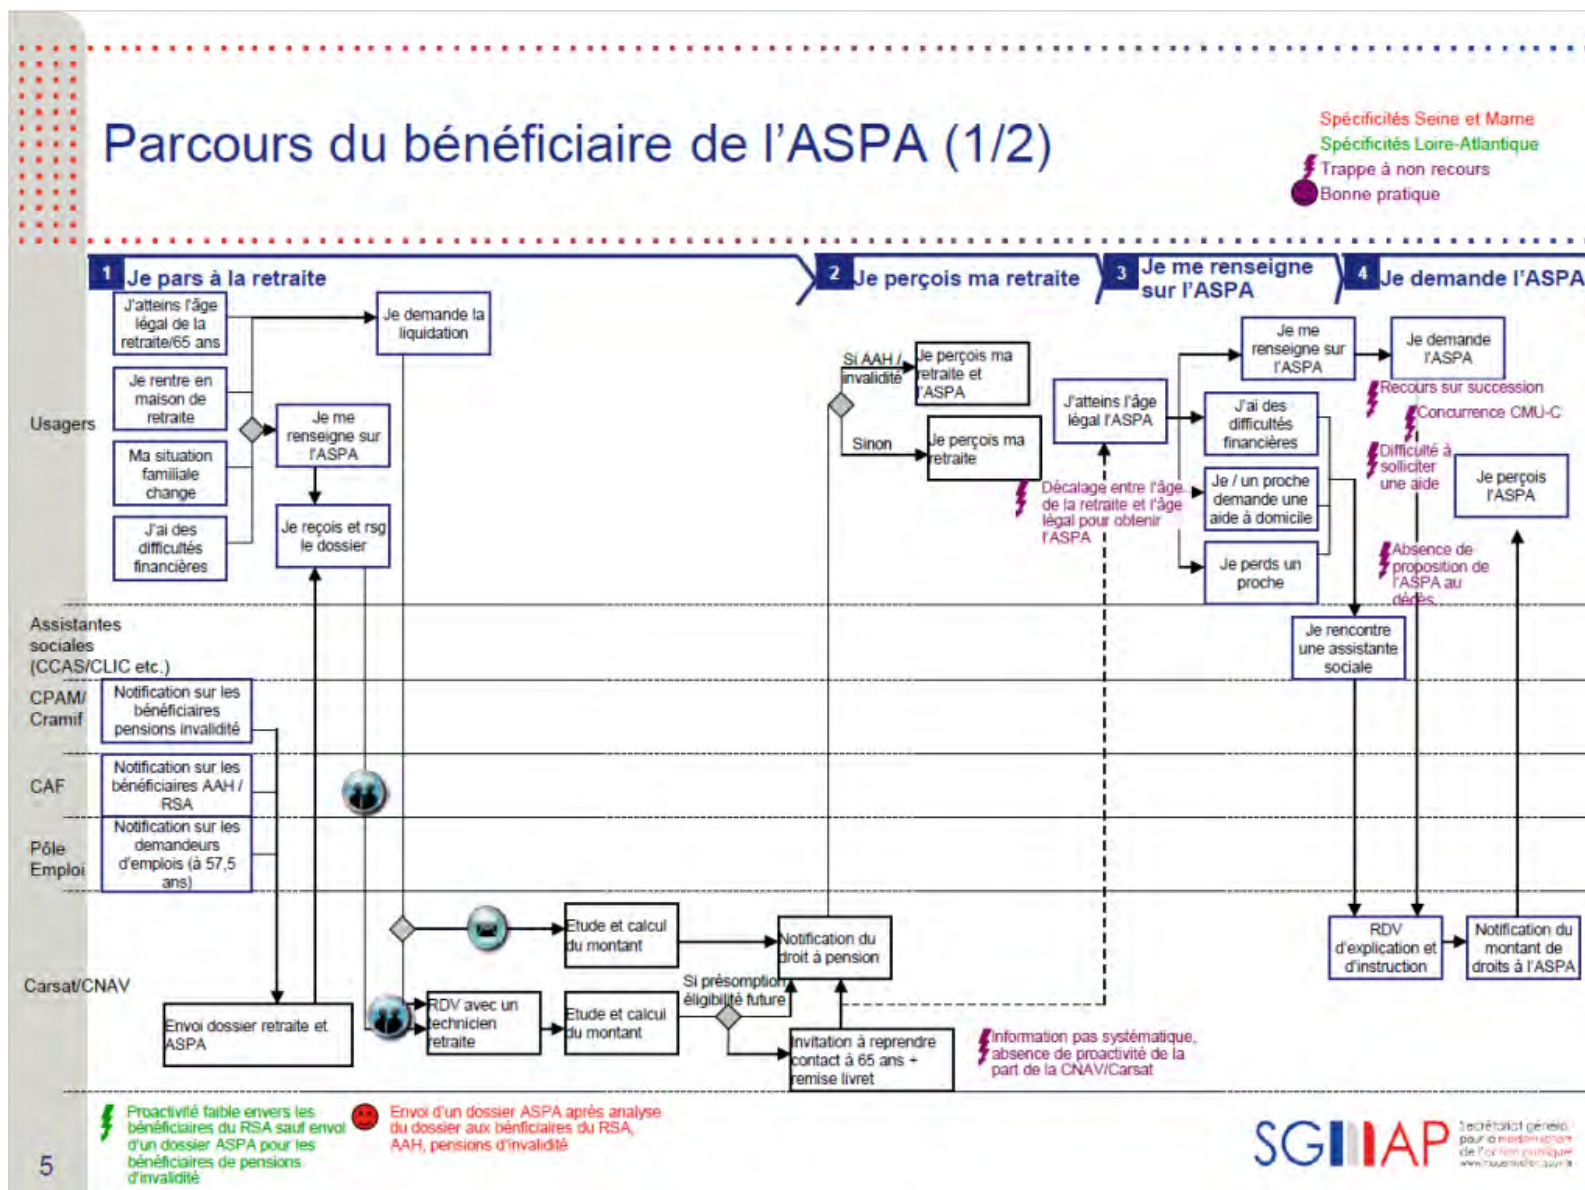 Parcours du bénéficiaire de l'ASPA (1/2)
Spécificités Seine et Marne
Spécificités Loire-Atlantique
Trappe à non recours
Bonne pratique
1 Je pars à la retraite
2 Je perçois ma retraite
3 Je me renseigne
sur l'ASPA
4 Je demande l'ASPA
Usagers
J'atteins l'âge
légal de la
retraite/65 ans
Je rentre en
maison de
retraite
Ma situation
familiale
change
J'ai des
difficultés
financières
Je demande la
liquidation
Je me
renseigne sur
l'ASPA
Je reçois et rsg
le dossier
Si AAH /
invalidité
Je perçois ma
retraite et
l'ASPA
Sinon
Je perçois ma
retraite
Décalage entre l'âge
de la retraite et l'âge
légal pour obtenir
l'ASPA
J'atteins l'âge
légal l'ASPA
Je me
renseigne sur
l'ASPA
J'ai des
difficultés
financières
Je / un proche
demande une
aide à domicile
Je perds un
proche
Je demande
l'ASPA
Recours sur succession
Concurrence CMU-C
Difficulté à
solliciter
une aide
Je perçois
l'ASPA
Absence de
proposition de
l'ASPA au
décès
Assistantes
sociales
(CCAS/CLIC etc.)
Je rencontre
une assistante
sociale
CPAM/
Cramif
Notification sur les
bénéficiaires
pensions invalidité
CAF
Notification sur les
bénéficiaires AAH /
RSA
Pôle
Emploi
Notification sur les
demandeurs
d'emplois (à 57,5
ans)
Carsat/CNAV
Envoi dossier retraite et
ASPA
RDV avec un
technicien
retraite
Etude et calcul
du montant
Etude et calcul
du montant
Si présomption
éligibilité future
Notification du
droit à pension
Invitation à reprendre
contact à 65 ans +
remise livret
Information pas systématique,
absence de proactivité de la
part de la CNAV/Carsat
RDV
d'explication et
d'instruction
Notification du
montant de
droits à l'ASPA
Proactivité faible envers les
bénéficiaires du RSA sauf envoi
d'un dossier ASPA pour les
bénéficiaires de pensions
d'invalidité
Envoi d'un dossier ASPA après analyse
du dossier aux bénficiaires du RSA,
AAH, pensions d'invalidité
5
SGMAP
Secrétariat général
pour la modernisation
de l'action publique